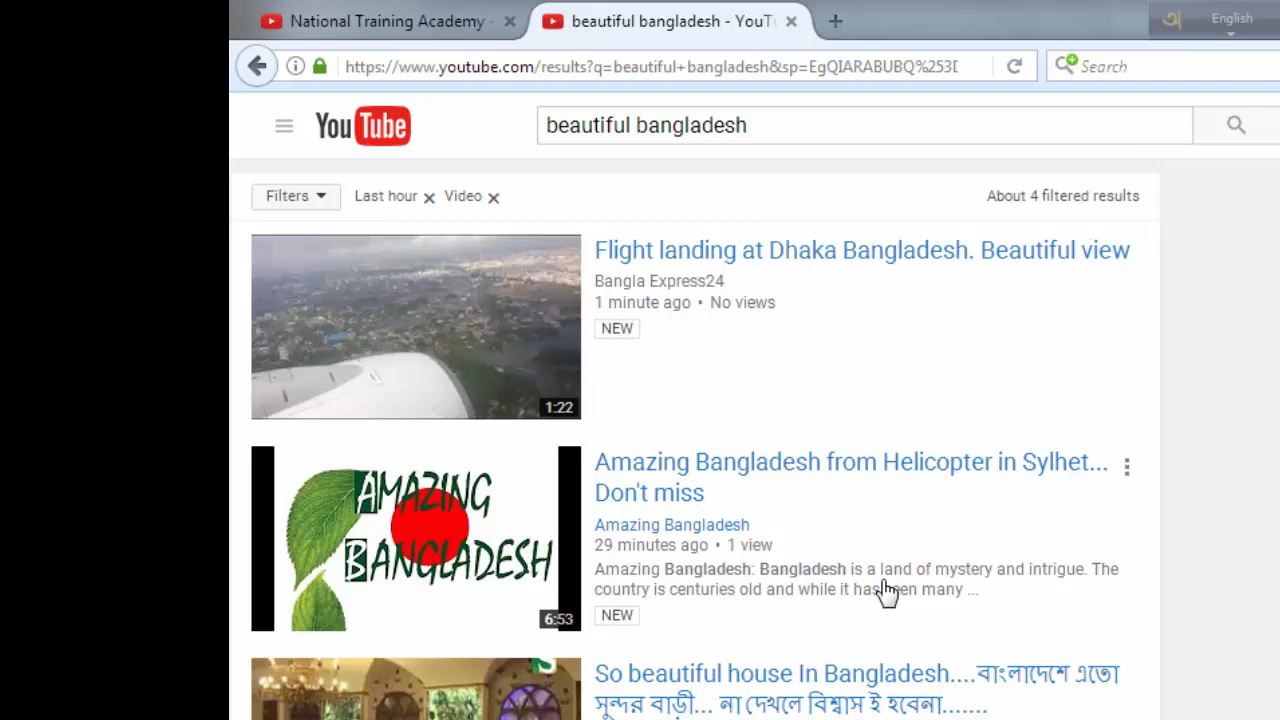 National Training Academy -
beautiful bangladesh - YouTu
অ
English
https://www.youtube.com/results?q=beautiful+bangladesh&sp=EgQIARABUBQ%253D
Search
YouTube
beautiful bangladesh
Filters
Last hour
Video
About 4 filtered results
Flight landing at Dhaka Bangladesh. Beautiful view
Bangla Express24
1 minute ago • No views
NEW
1:22
Amazing Bangladesh from Helicopter in Sylhet...
Don't miss
Amazing Bangladesh
29 minutes ago • 1 view
Amazing Bangladesh: Bangladesh is a land of mystery and intrigue. The
country is centuries old and while it has been many ...
NEW
AMAZING
BANGLADESH
6:53
So beautiful house In Bangladesh....বাংলাদেশে এতো
সুন্দর বাড়ী... না দেখলে বিশ্বাস ই হবেনা.......